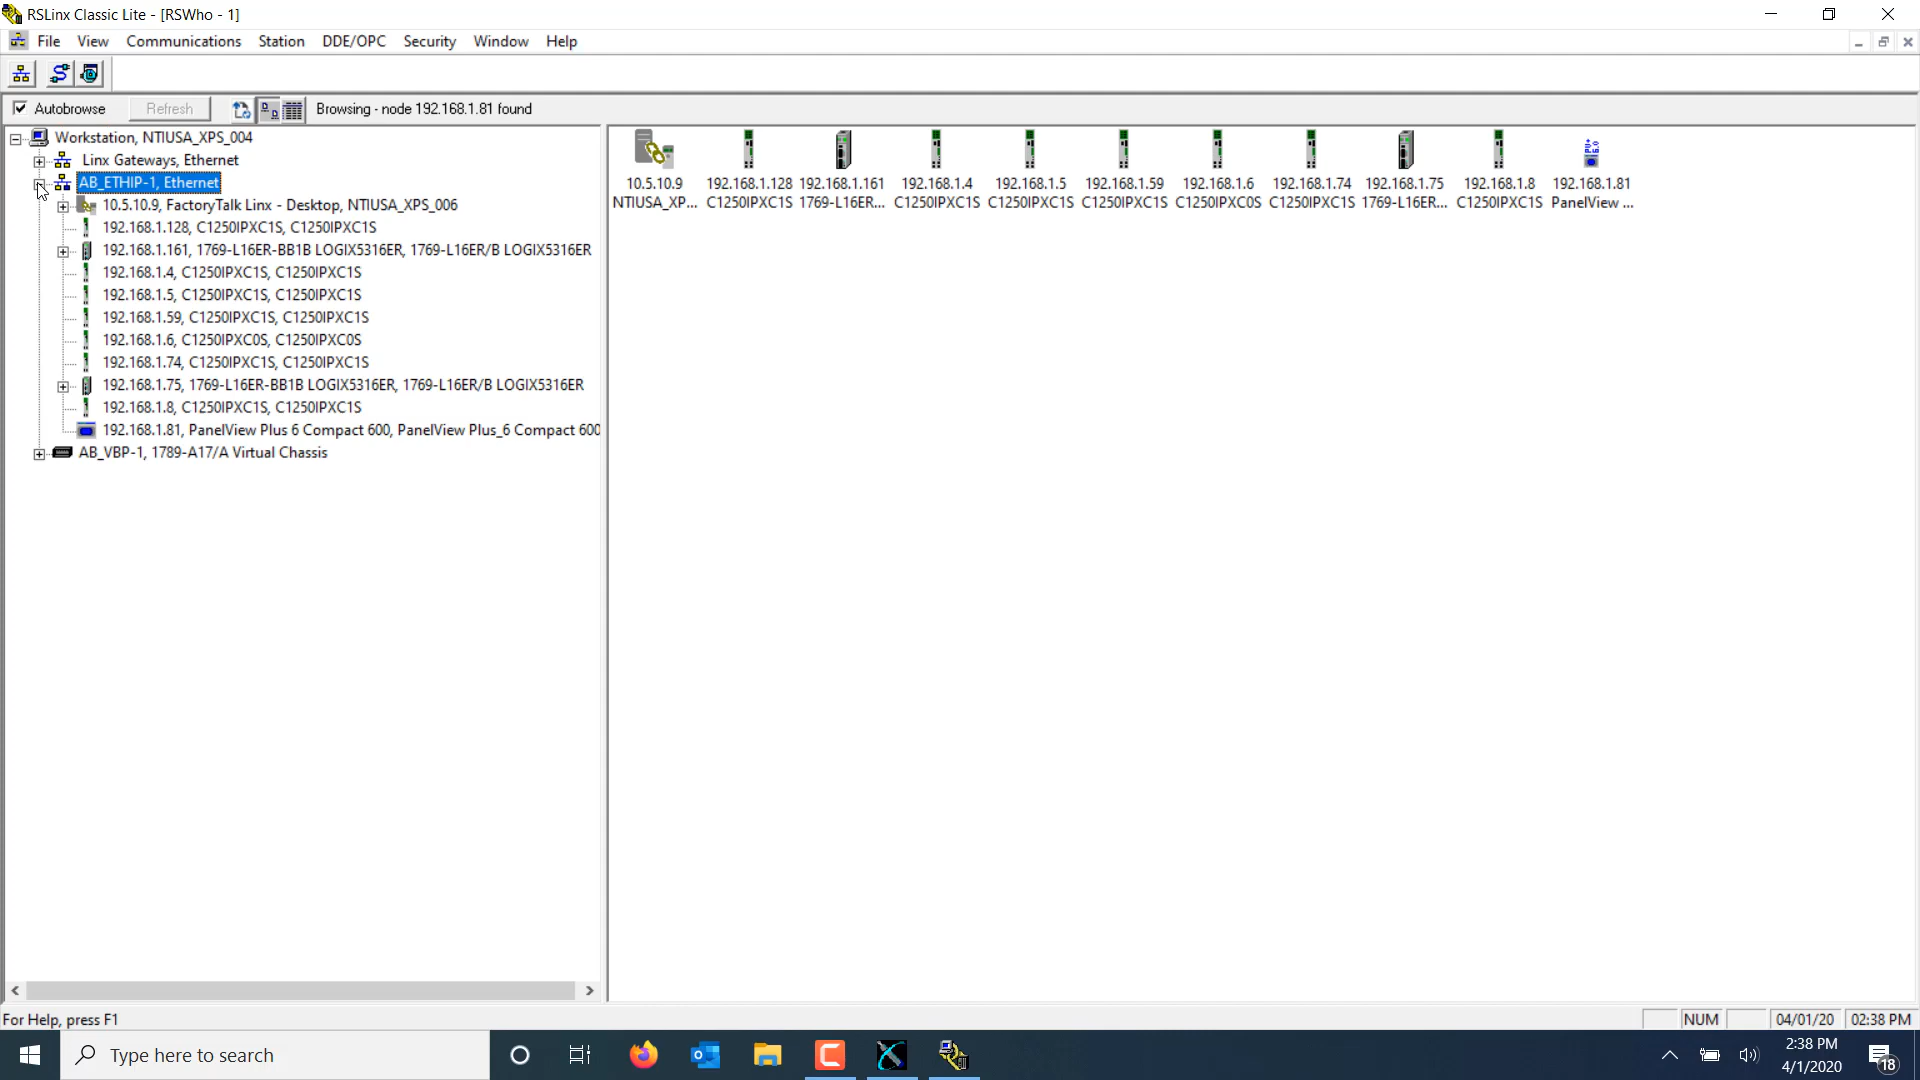 RSLinx Classic Lite - [RSWho - 1]
File View Communications Station DDE/OPC Security Window Help
Autobrowse Refresh Browsing - node 192.168.1.81 found
Workstation, NTIUSA_XPS_004
Linx Gateways, Ethernet
AB_ETHIP-1, Ethernet
10.5.10.9, FactoryTalk Linx - Desktop, NTIUSA_XPS_006
192.168.1.128, C1250IPXC1S, C1250IPXC1S
192.168.1.161, 1769-L16ER-BB1B LOGIX5316ER, 1769-L16ER/B LOGIX5316ER
192.168.1.4, C1250IPXC1S, C1250IPXC1S
192.168.1.5, C1250IPXC1S, C1250IPXC1S
192.168.1.59, C1250IPXC1S, C1250IPXC1S
192.168.1.6, C1250IPXC0S, C1250IPXC0S
192.168.1.74, C1250IPXC1S, C1250IPXC1S
192.168.1.75, 1769-L16ER-BB1B LOGIX5316ER, 1769-L16ER/B LOGIX5316ER
192.168.1.8, C1250IPXC1S, C1250IPXC1S
192.168.1.81, PanelView Plus 6 Compact 600, PanelView Plus_6 Compact 600
AB_VBP-1, 1789-A17/A Virtual Chassis
10.5.10.9 192.168.1.128 192.168.1.161 192.168.1.4 192.168.1.5 192.168.1.59 192.168.1.6 192.168.1.74 192.168.1.75 192.168.1.8 192.168.1.81
NTIUSA_XP... C1250IPXC1S 1769-L16ER... C1250IPXC1S C1250IPXC1S C1250IPXC1S C1250IPXC0S C1250IPXC1S 1769-L16ER... C1250IPXC1S PanelView ...
For Help, press F1
NUM 04/01/20 02:38 PM
Type here to search
2:38 PM
4/1/2020
18